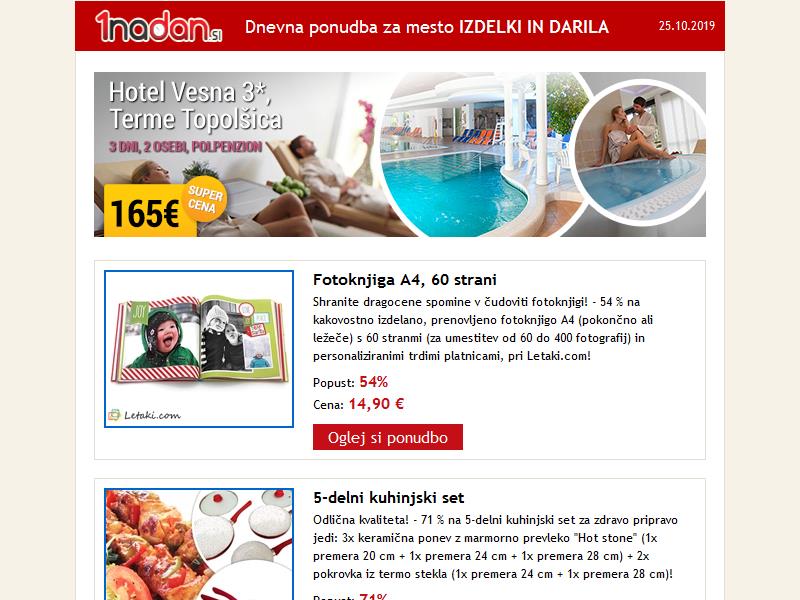 1nadan.si
Dnevna ponudba za mesto IZDELKI IN DARILA
25.10.2019
Hotel Vesna 3*,
Terme Topolšica
3 DNI, 2 OSEBI, POLPENZION
165€
SUPER
CENA
Fotoknjiga A4, 60 strani
Shranite dragocene spomine v čudoviti fotoknjigi! - 54 % na
kakovostno izdelano, prenovljeno fotoknjigo A4 (pokončno ali
ležeče) s 60 stranmi (za umestitev od 60 do 400 fotografij) in
personaliziranimi trdimi platnicami, pri Letaki.com!
Popust: 54%
Cena: 14,90 €
Oglej si ponudbo
JOY
Letaki.com
5-delni kuhinjski set
Odlična kvaliteta! - 71 % na 5-delni kuhinjski set za zdravo pripravo
jedi: 3x keramična ponev z marmorno prevleko "Hot stone" (1x
premera 20 cm + 1x premera 24 cm + 1x premera 28 cm) + 2x
pokrovka iz termo stekla (1x premera 24 cm + 1x premera 28 cm)!
Popust: 71%